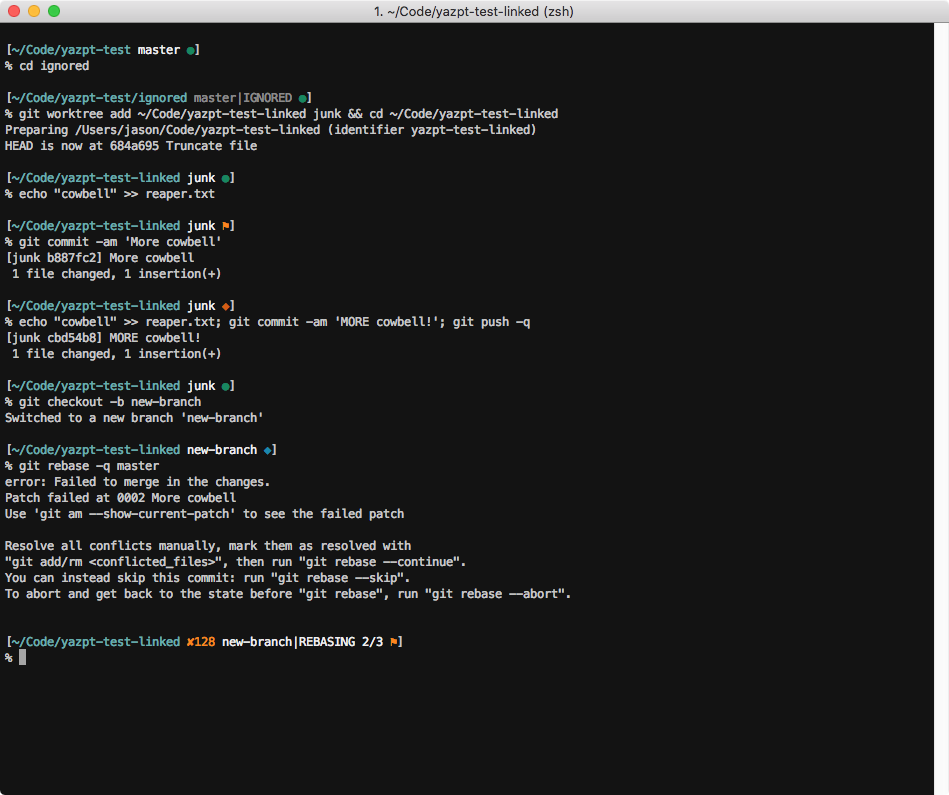 1. ~/Code/yazpt-test-linked (zsh)
[~/Code/yazpt-test master ●]
% cd ignored
[~/Code/yazpt-test/ignored master|IGNORED ●]
% git worktree add ~/Code/yazpt-test-linked junk && cd ~/Code/yazpt-test-linked
Preparing /Users/jason/Code/yazpt-test-linked (identifier yazpt-test-linked)
HEAD is now at 684a695 Truncate file
[~/Code/yazpt-test-linked junk ●]
% echo "cowbell" >> reaper.txt
[~/Code/yazpt-test-linked junk ⚑]
% git commit -am 'More cowbell'
[junk b887fc2] More cowbell
 1 file changed, 1 insertion(+)
[~/Code/yazpt-test-linked junk ◆]
% echo "cowbell" >> reaper.txt; git commit -am 'MORE cowbell!'; git push -q
[junk cbd54b8] MORE cowbell!
 1 file changed, 1 insertion(+)
[~/Code/yazpt-test-linked junk ●]
% git checkout -b new-branch
Switched to a new branch 'new-branch'
[~/Code/yazpt-test-linked new-branch ◆]
% git rebase -q master
error: Failed to merge in the changes.
Patch failed at 0002 More cowbell
Use 'git am --show-current-patch' to see the failed patch
Resolve all conflicts manually, mark them as resolved with
"git add/rm <conflicted_files>", then run "git rebase --continue".
You can instead skip this commit: run "git rebase --skip".
To abort and get back to the state before "git rebase", run "git rebase --abort".
[~/Code/yazpt-test-linked ✘128 new-branch|REBASING 2/3 ⚑]
%